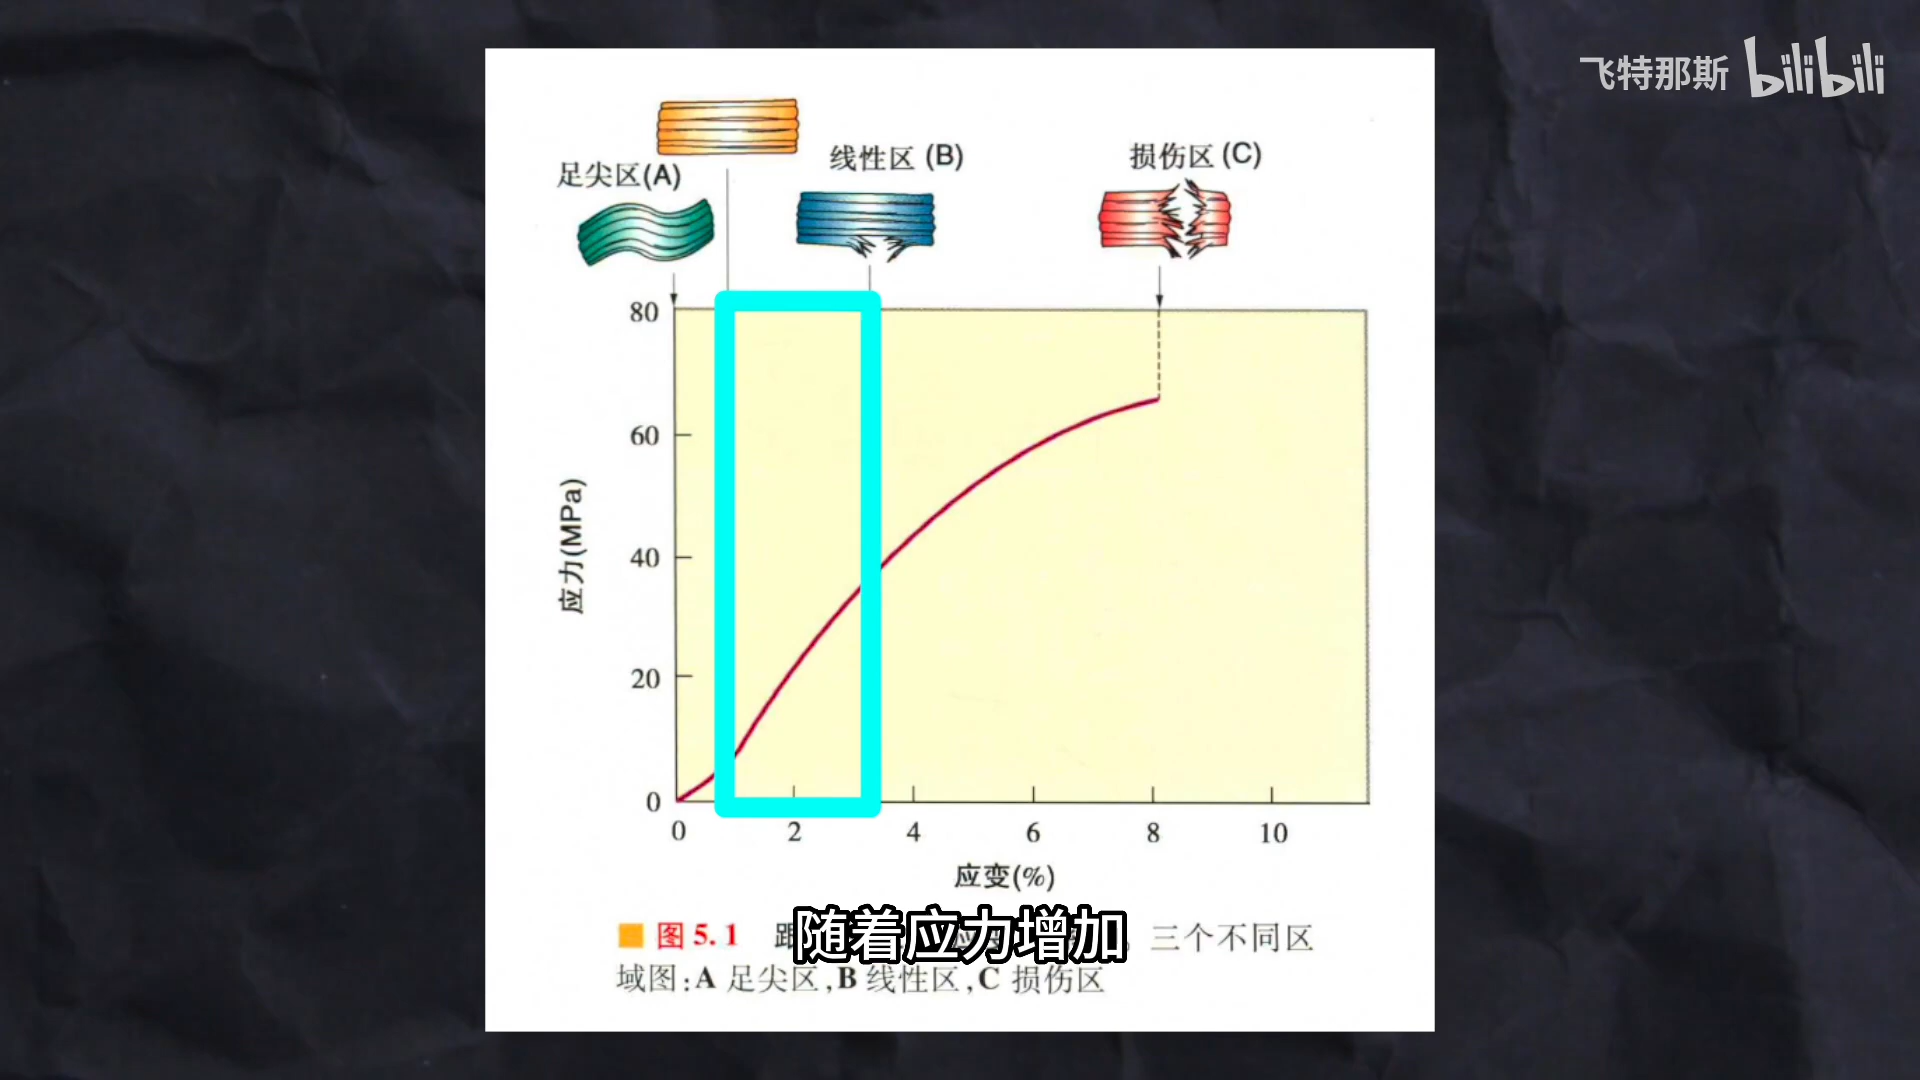 飞特那斯 bilibili
足尖区(A)
线性区 (B)
损伤区 (C)
80
60
40
20
0
应力(MPa)
0 2 4 6 8 10
应变(%)
图 5.1 跟
。三个不同区
随着应力增加
域图:A 足尖区,B 线性区,C 损伤区